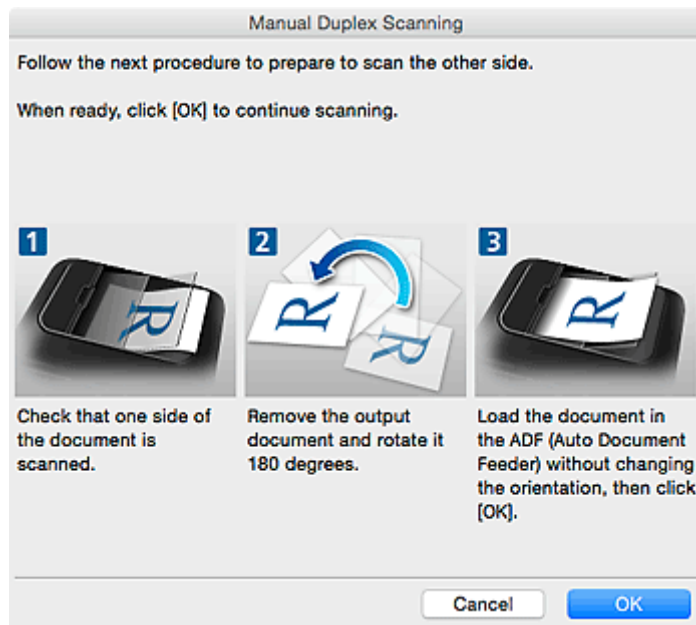 Manual Duplex Scanning
Follow the next procedure to prepare to scan the other side.
When ready, click [OK] to continue scanning.
1
R
Check that one side of
the document is
scanned.
2
R
R
Remove the output
document and rotate it
180 degrees.
3
R
Load the document in
the ADF (Auto Document
Feeder) without changing
the orientation, then click
[OK].
Cancel
OK